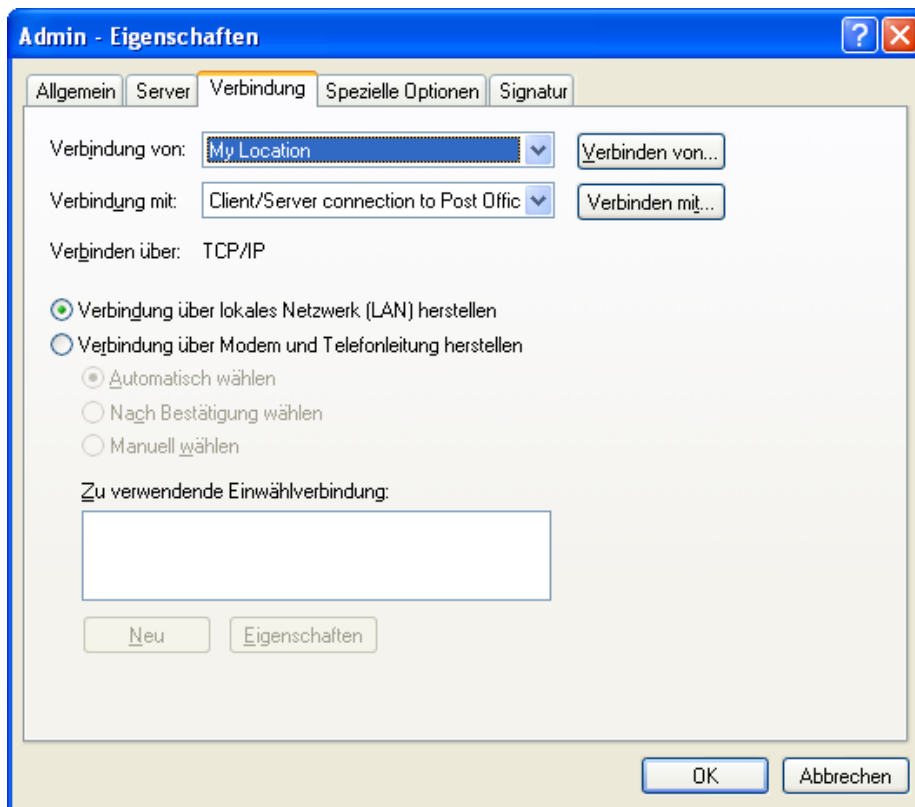 Admin - Eigenschaften
Allgemein Server Verbindung Spezielle Optionen Signatur
Verbindung von: My Location Verbinden von...
Verbindung mit: Client/Server connection to Post Offic Verbinden mit...
Verbinden über: TCP/IP
Verbindung über lokales Netzwerk (LAN) herstellen
Verbindung über Modem und Telefonleitung herstellen
Automatisch wählen
Nach Bestätigung wählen
Manuell wählen
Zu verwendende Einwählverbindung:
Neu Eigenschaften
OK Abbrechen